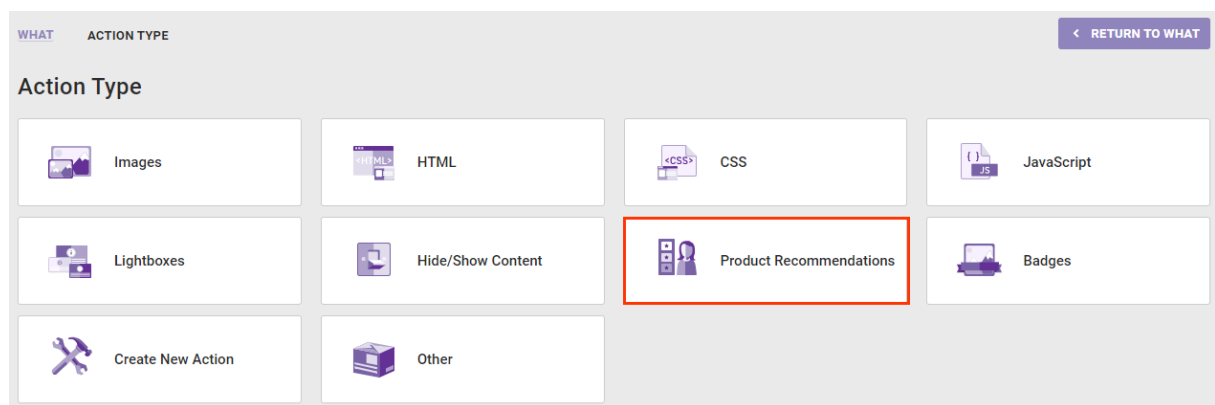 WHAT ACTION TYPE
< RETURN TO WHAT
Action Type
Images
<HTML>
HTML
<CSS>
CSS
{ }
JS
JavaScript
Lightboxes
Hide/Show Content
Product Recommendations
Badges
Create New Action
Other